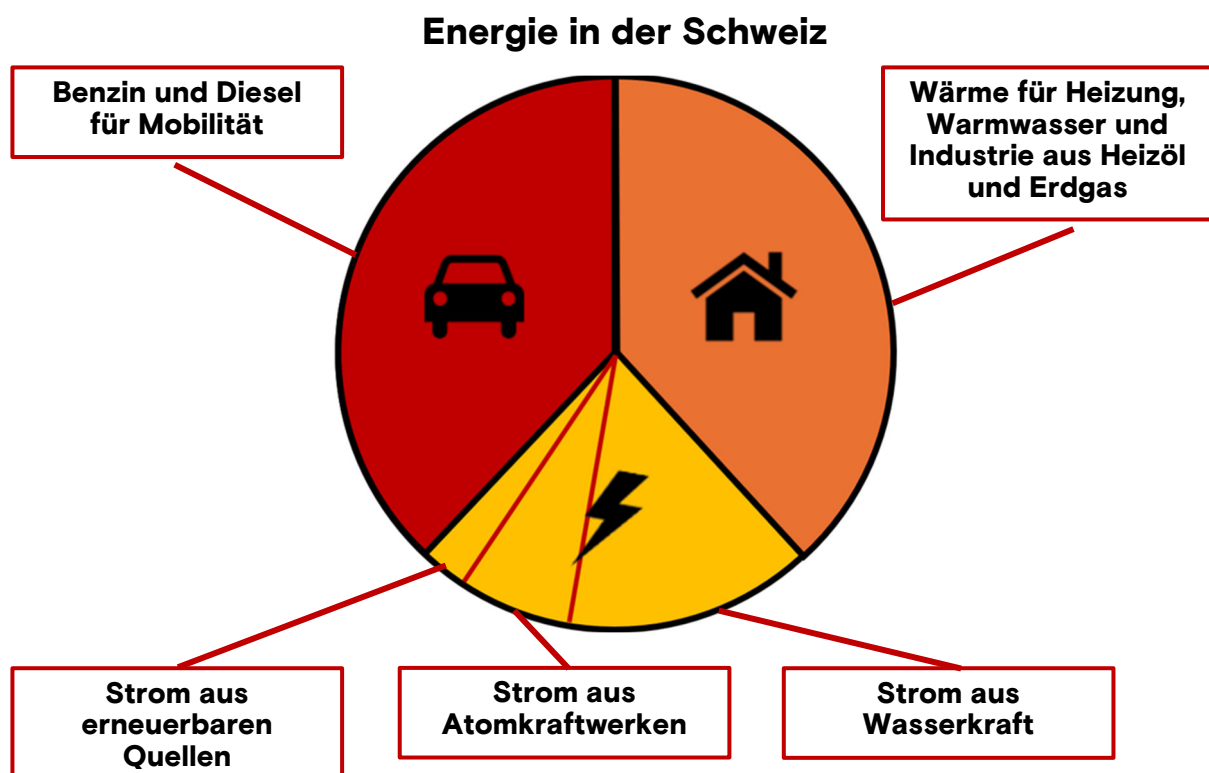 Energie in der Schweiz
Benzin und Diesel
für Mobilität
Wärme für Heizung,
Warmwasser und
Industrie aus Heizöl
und Erdgas
Strom aus
erneuerbaren
Quellen
Strom aus
Atomkraftwerken
Strom aus
Wasserkraft